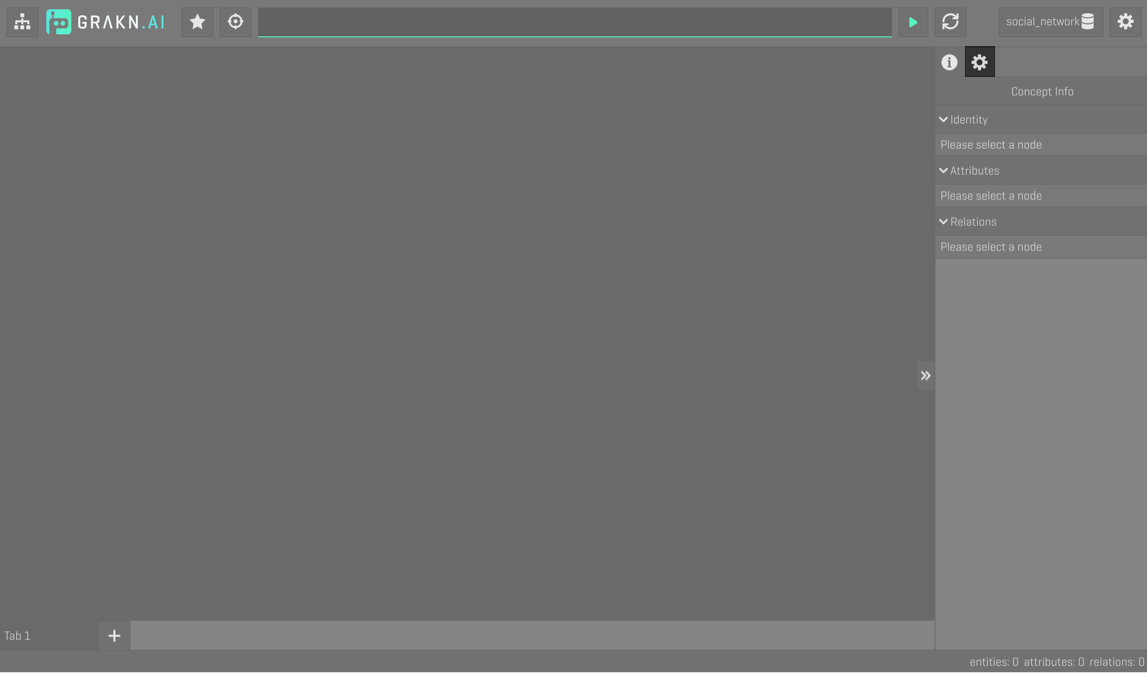 GRAKN.AI
social_network
Concept Info
Identity
Please select a node
Attributes
Please select a node
Relations
Please select a node
Tab 1
entities: 0 attributes: 0 relations: 0